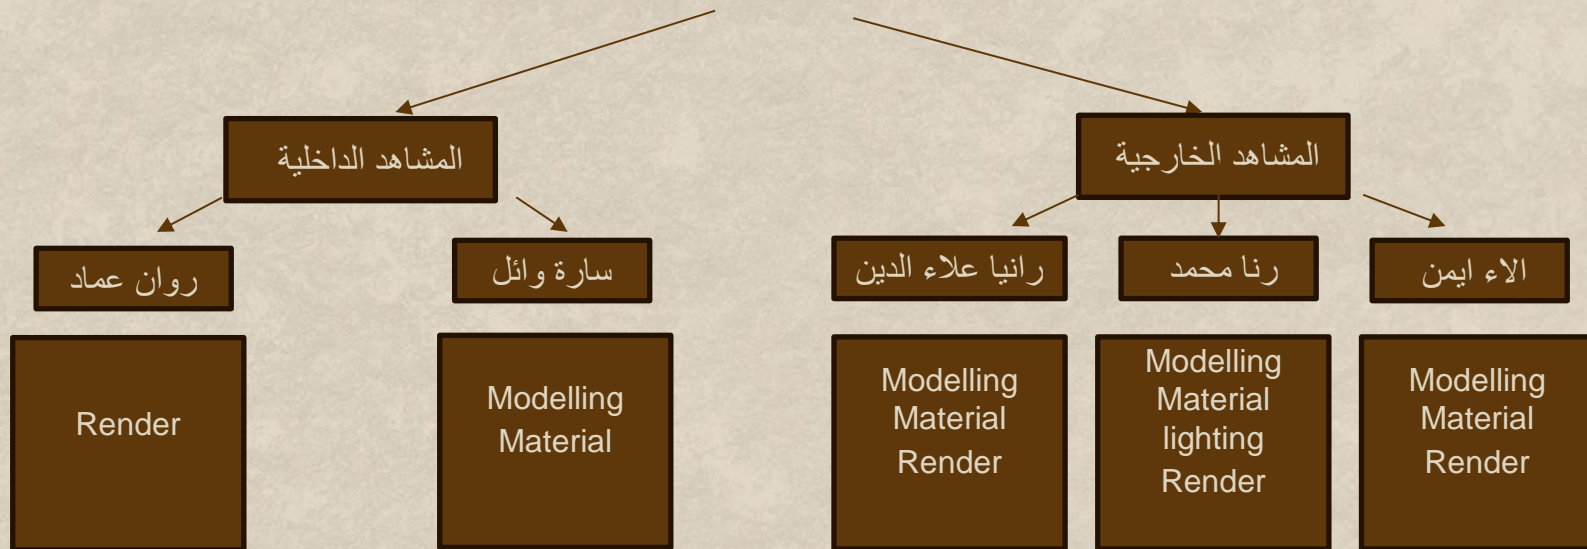 المشاهد الخارجية
المشاهد الداخلية
الاء ايمن
رنا محمد
رانيا علاء الدين
سارة وائل
روان عماد
Modelling
Material
Render
Modelling
Material
lighting
Render
Modelling
Material
Render
Modelling
Material
Render